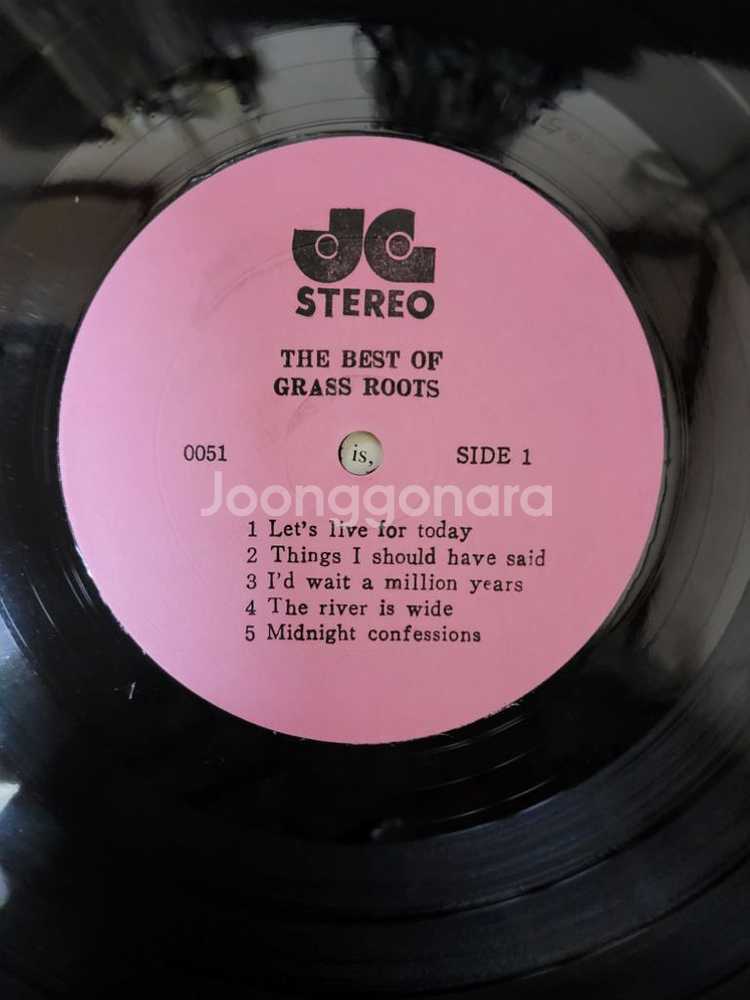 JG
STEREO
THE BEST OF
GRASS ROOTS
0051
is,
SIDE 1
Joonggonara
1 Let's live for today
2 Things I should have said
3 I'd wait a million years
4 The river is wide
5 Midnight confessions